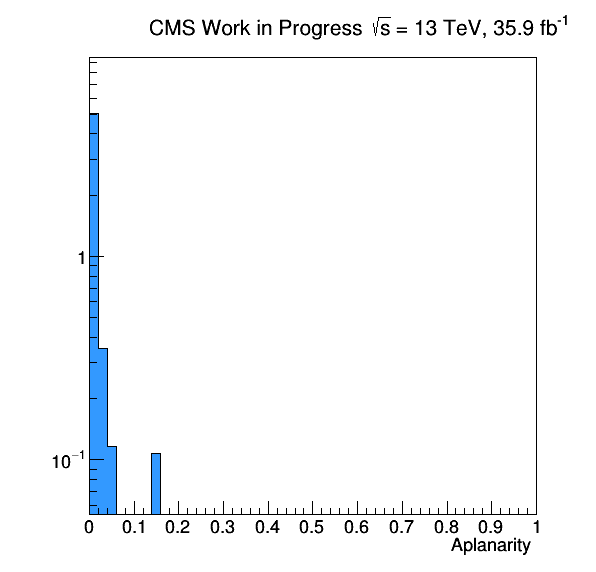 CMS Work in Progress √s = 13 TeV, 35.9 fb⁻¹
1
10⁻¹
0 0.1 0.2 0.3 0.4 0.5 0.6 0.7 0.8 0.9 1
Aplanarity